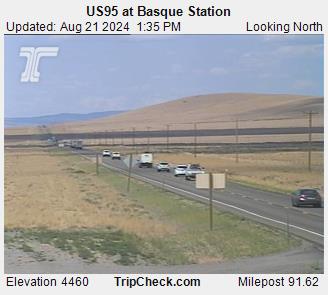 US95 at Basque Station
Updated: Aug 21 2024 1:35 PM Looking North
Elevation 4460 TripCheck.com Milepost 91.62